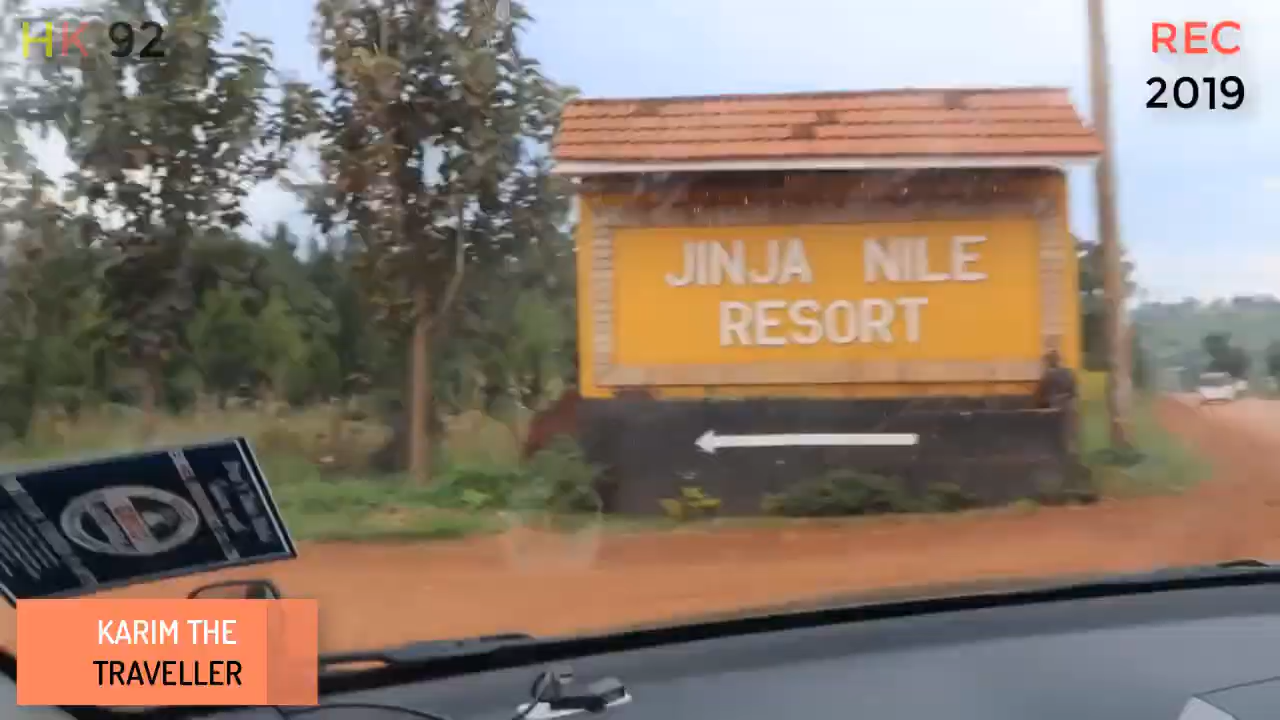 HK 92
REC
2019
JINJA NILE
RESORT
KARIM THE
TRAVELLER